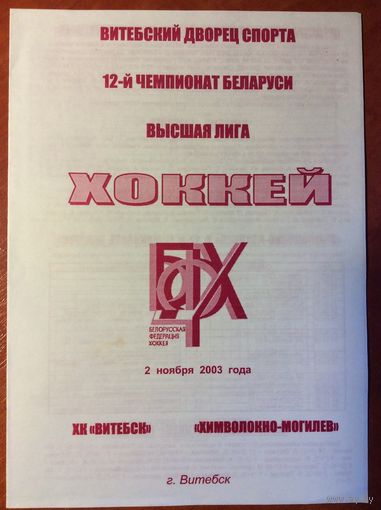 ВИТЕБСКИЙ ДВОРЕЦ СПОРТА
12-й ЧЕМПИОНАТ БЕЛАРУСИ
ВЫСШАЯ ЛИГА
ХОККЕЙ
БФХ
БЕЛОРУССКАЯ
ФЕДЕРАЦИЯ
ХОККЕЯ
2 ноября 2003 года
ХК «ВИТЕБСК» «ХИМВОЛОКНО-МОГИЛЕВ»
г. Витебск